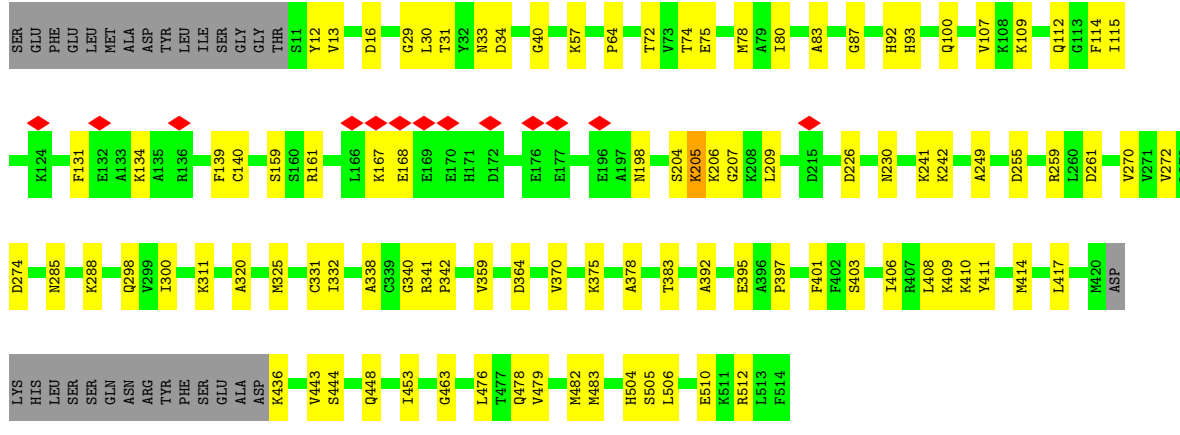 SER GLU PHE GLU LEU MET ALA ASP TYR LEU ILE SER GLY GLY THR S11 Y12 V13 D16 G29 L30 T31 Y32 N33 D34 G40 K57 P64 T72 V73 T74 E75 M78 A79 I80 A83 G87 H92 H93 Q100 V107 K108 K109 Q112 G113 F114 I115
K124 F131 E132 A133 K134 A135 R136 F139 C140 S159 S160 R161 L166 K167 E168 E169 E170 H171 D172 E176 E177 E196 A197 N198 S204 K205 K206 G207 K208 L209 D215 D226 N230 K241 K242 A249 D255 R259 L260 D261 V270 V271 V272
D274 N285 K288 Q298 V299 I300 K311 A320 M325 C331 I332 A338 C339 G340 R341 P342 V359 D364 V370 K375 A378 T383 A392 E395 A396 P397 F401 F402 S403 I406 R407 L408 K409 K410 Y411 M414 L417 M420 ASP
LYS HIS LEU SER SER GLN ASN ARG TYR PHE SER GLU ALA ASP K436 V443 S444 Q448 I453 G463 L476 T477 Q478 V479 M482 M483 H504 S505 L506 E510 K511 R512 L513 F514